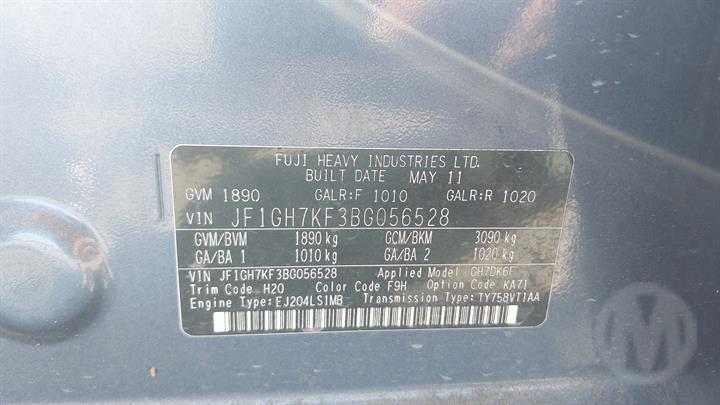 FUJI HEAVY INDUSTRIES LTD.
BUILT DATE MAY 11
GVM 1890 GALR:F 1010 GALR:R 1020
VIN JF1GH7KF3BG056528
GVM/BVM 1890 kg GCM/BKM 3090 kg
GA/BA 1 1010 kg GA/BA 2 1020 kg
VIN JF1GH7KF3BG056528 Applied Model GH7DK6F
Trim Code H20 Color Code F9H Option Code KA7I
Engine Type:EJ204LS1MB Transmission Type:TY758VT1AA
M